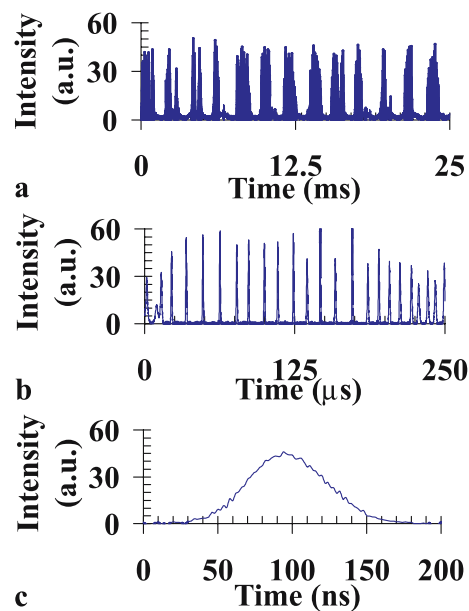 60
30
0
Intensity
(a.u.)
0 12.5 25
Time (ms)
a
60
30
0
Intensity
(a.u.)
0 125 250
Time (μs)
b
60
30
0
Intensity
(a.u.)
0 50 100 150 200
Time (ns)
c